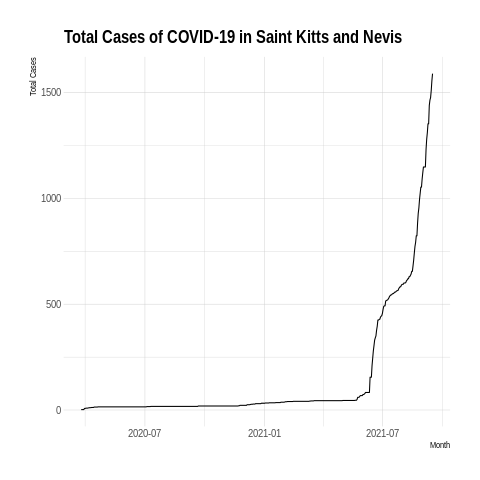 Total Cases of COVID-19 in Saint Kitts and Nevis
Total Cases
1500
1000
500
0
2020-07
2021-01
2021-07
Month